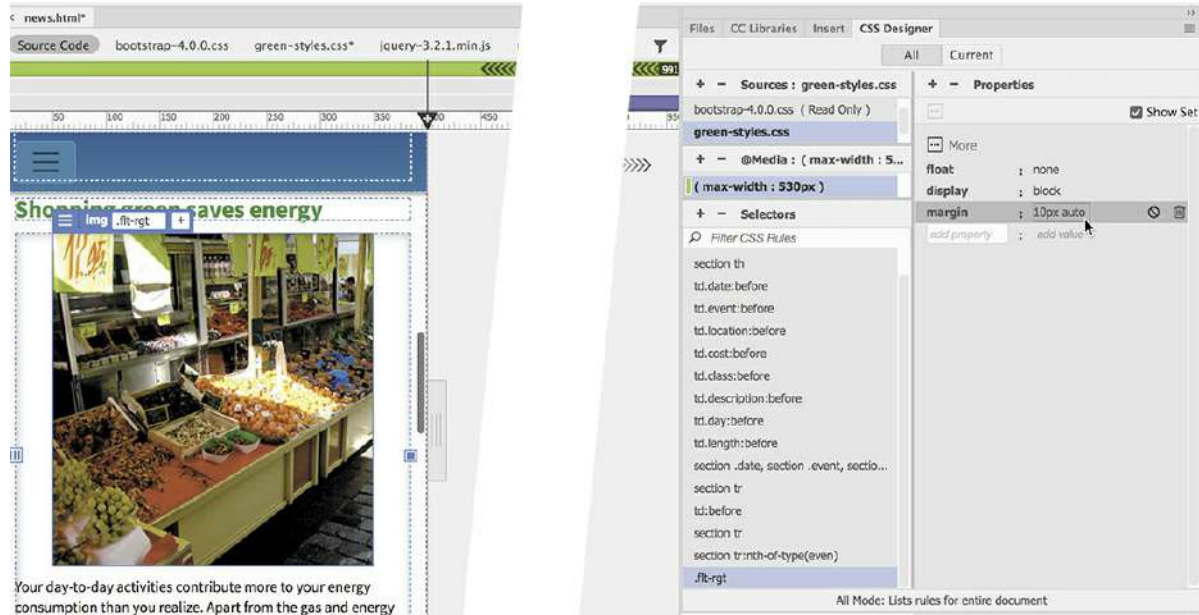 news.html*
Source Code bootstrap-4.0.0.css green-styles.css* jquery-3.2.1.min.js
991
50 100 150 200 250 300 350 450
Shopping green saves energy
img .flt-rgt +
Your day-to-day activities contribute more to your energy
consumption than you realize. Apart from the gas and energy
Files CC Libraries Insert CSS Designer
All Current
+ - Sources : green-styles.css
bootstrap-4.0.0.css ( Read Only )
green-styles.css
+ - @Media : ( max-width : 5...
( max-width : 530px )
+ - Selectors
Filter CSS Rules
section th
td.date:before
td.event:before
td.location:before
td.cost:before
td.class:before
td.description:before
td.day:before
td.length:before
section .date, section .event, sectio...
section tr
td:before
section tr
section tr:nth-of-type(even)
.flt-rgt
+ - Properties
Show Set
More
float : none
display : block
margin : 10px auto
add property : add value
All Mode: Lists rules for entire document